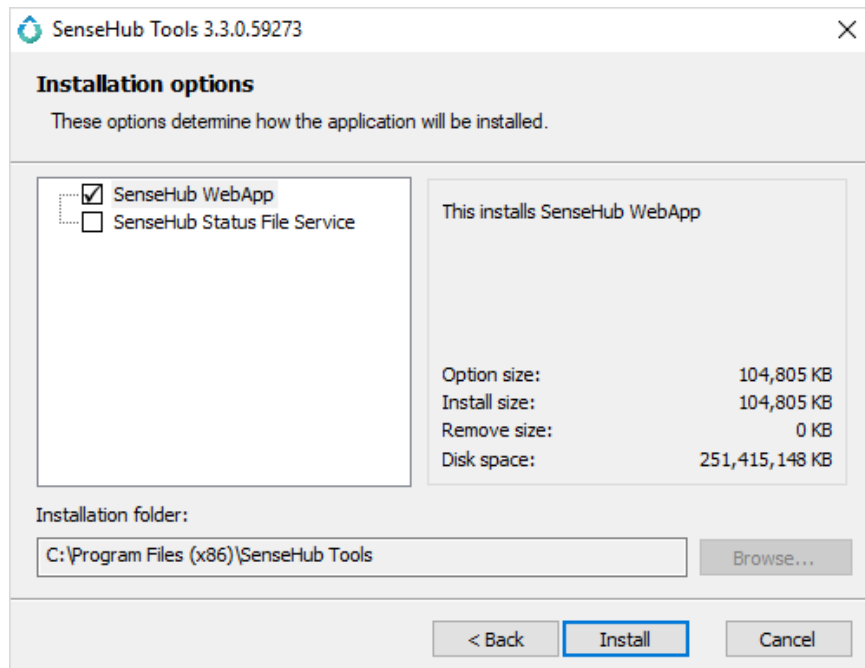 SenseHub Tools 3.3.0.59273
Installation options
These options determine how the application will be installed.
SenseHub WebApp
SenseHub Status File Service
This installs SenseHub WebApp
Option size: 104,805 KB
Install size: 104,805 KB
Remove size: 0 KB
Disk space: 251,415,148 KB
Installation folder:
C:\Program Files (x86)\SenseHub Tools
Browse...
< Back
Install
Cancel